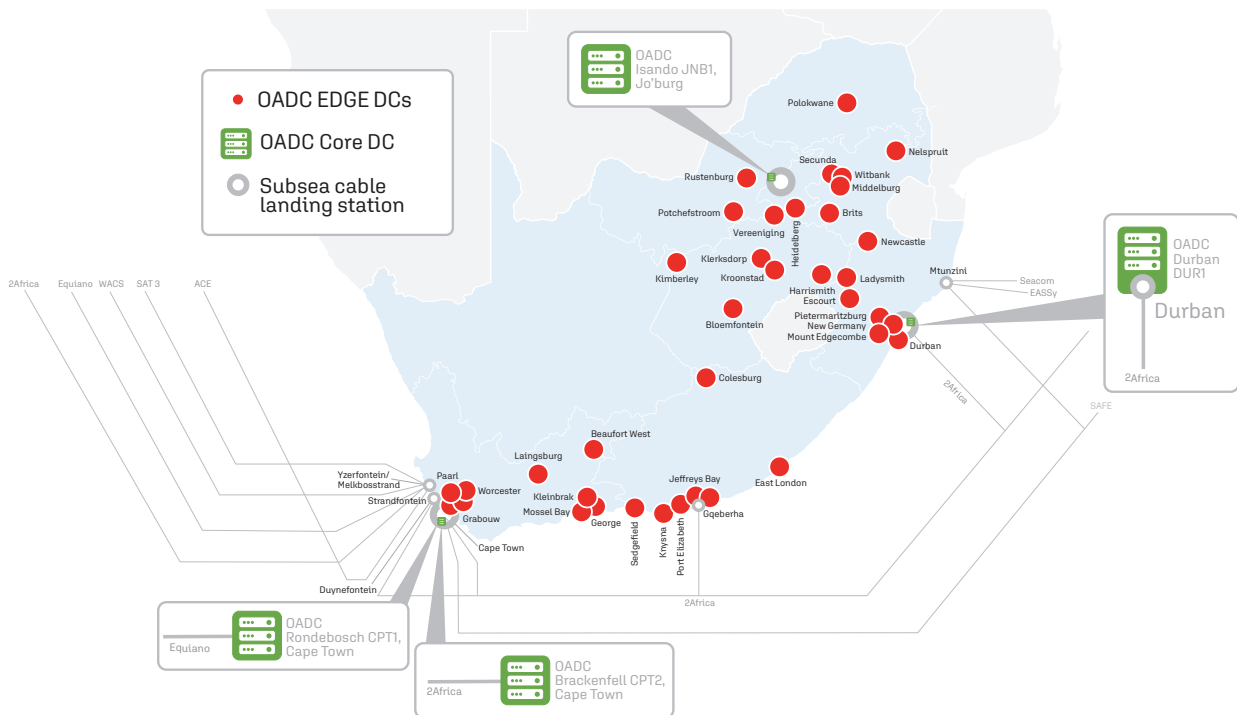 OADC
Isando JNB1,
Jo'burg
OADC EDGE DCs
OADC Core DC
Subsea cable
landing station
Polokwane
Nelspruit
Secunda
Witbank
Middelburg
Rustenburg
Potchefstroom
Vereeniging
Heidelberg
Brits
Newcastle
Klerksdorp
Kroonstad
Kimberley
Harrismith
Ladysmith
Escourt
Bloemfontein
Pietermaritzburg
New Germany
Mount Edgecombe
Durban
Mtunzini
Seacom
EASSy
OADC
Durban
DUR1
Durban
2Africa
2Africa
SAFE
2Africa
Equiano
WACS
SAT 3
ACE
Colesburg
Beaufort West
Laingsburg
East London
Jeffreys Bay
Gqeberha
Port Elizabeth
Knysna
Sedgefield
Kleinbrak
Mossel Bay
George
Yzerfontein/
Melkbosstrand
Paarl
Worcester
Strandfontein
Grabouw
Cape Town
Duynefontein
2Africa
Equiano
OADC
Rondebosch CPT1,
Cape Town
2Africa
OADC
Brackenfell CPT2,
Cape Town